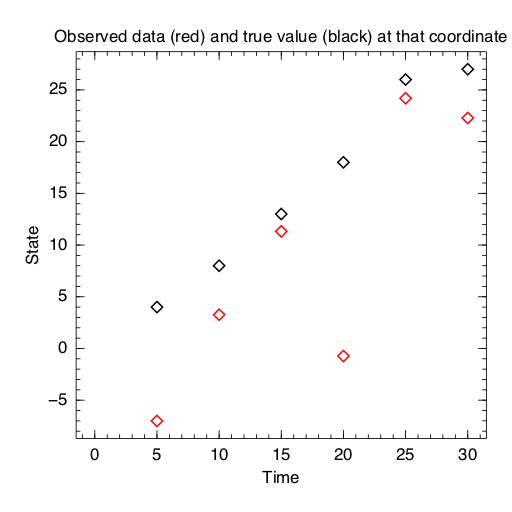 Observed data (red) and true value (black) at that coordinate
25
20
15
10
5
0
−5
State
0 5 10 15 20 25 30
Time